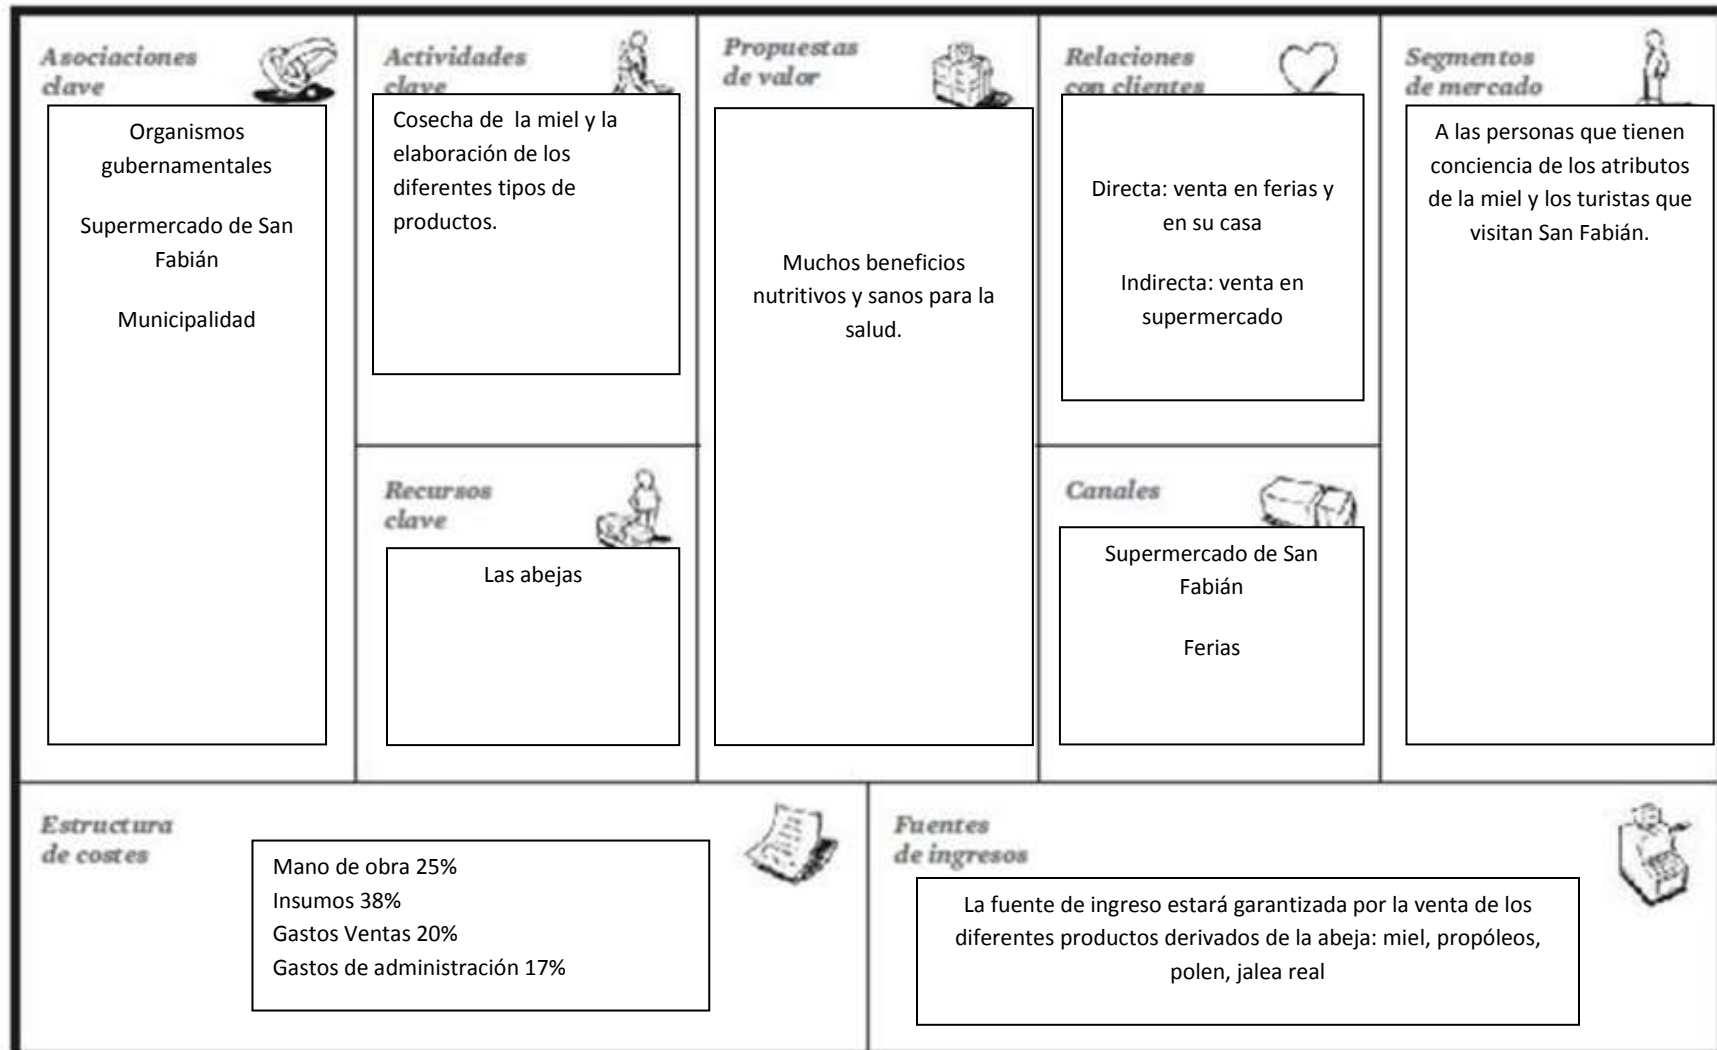 Asociaciones
clave
Organismos
gubernamentales
Supermercado de San
Fabián
Municipalidad
Actividades
clave
Cosecha de la miel y la
elaboración de los
diferentes tipos de
productos.
Recursos
clave
Las abejas
Propuestas
de valor
Muchos beneficios
nutritivos y sanos para la
salud.
Relaciones
con clientes
Directa: venta en ferias y
en su casa
Indirecta: venta en
supermercado
Canales
Supermercado de San
Fabián
Ferias
Segmentos
de mercado
A las personas que tienen
conciencia de los atributos
de la miel y los turistas que
visitan San Fabián.
Estructura
de costes
Mano de obra 25%
Insumos 38%
Gastos Ventas 20%
Gastos de administración 17%
Fuentes
de ingresos
La fuente de ingreso estará garantizada por la venta de los
diferentes productos derivados de la abeja: miel, propóleos,
polen, jalea real